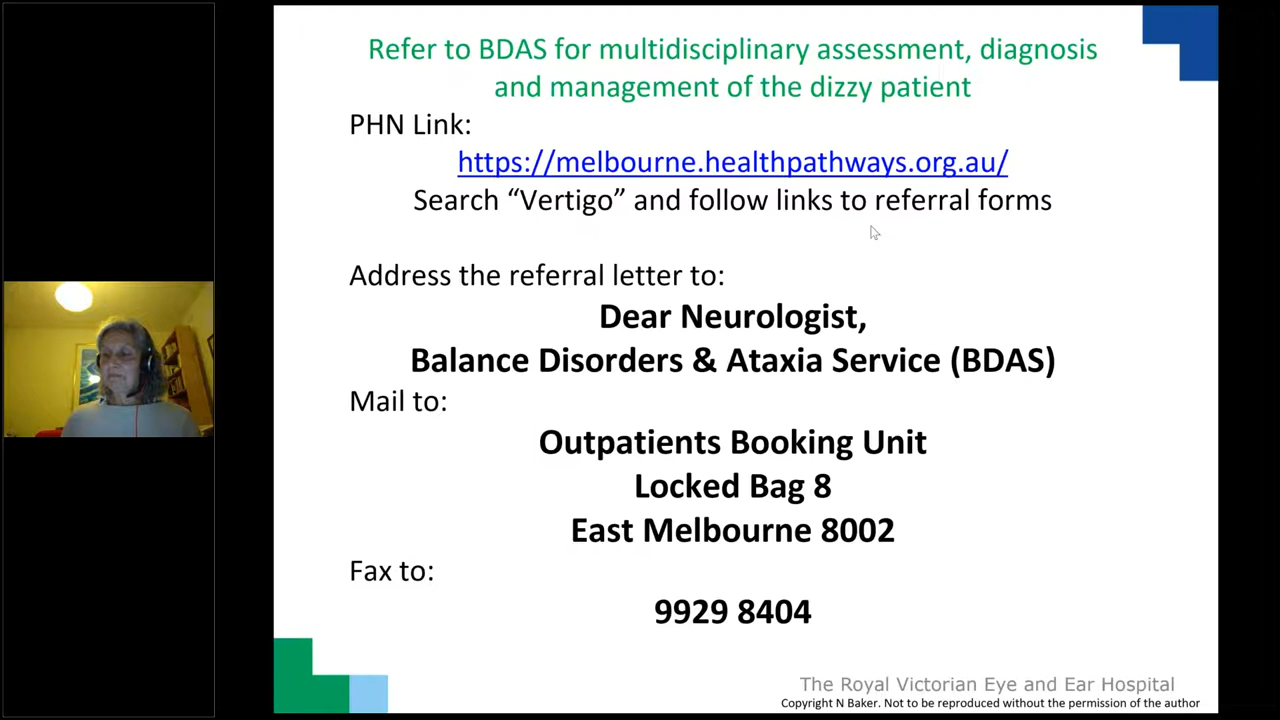 Refer to BDAS for multidisciplinary assessment, diagnosis
and management of the dizzy patient
PHN Link:
https://melbourne.healthpathways.org.au/
Search “Vertigo” and follow links to referral forms
Address the referral letter to:
Dear Neurologist,
Balance Disorders & Ataxia Service (BDAS)
Mail to:
Outpatients Booking Unit
Locked Bag 8
East Melbourne 8002
Fax to:
9929 8404
The Royal Victorian Eye and Ear Hospital
Copyright N Baker. Not to be reproduced without the permission of the author